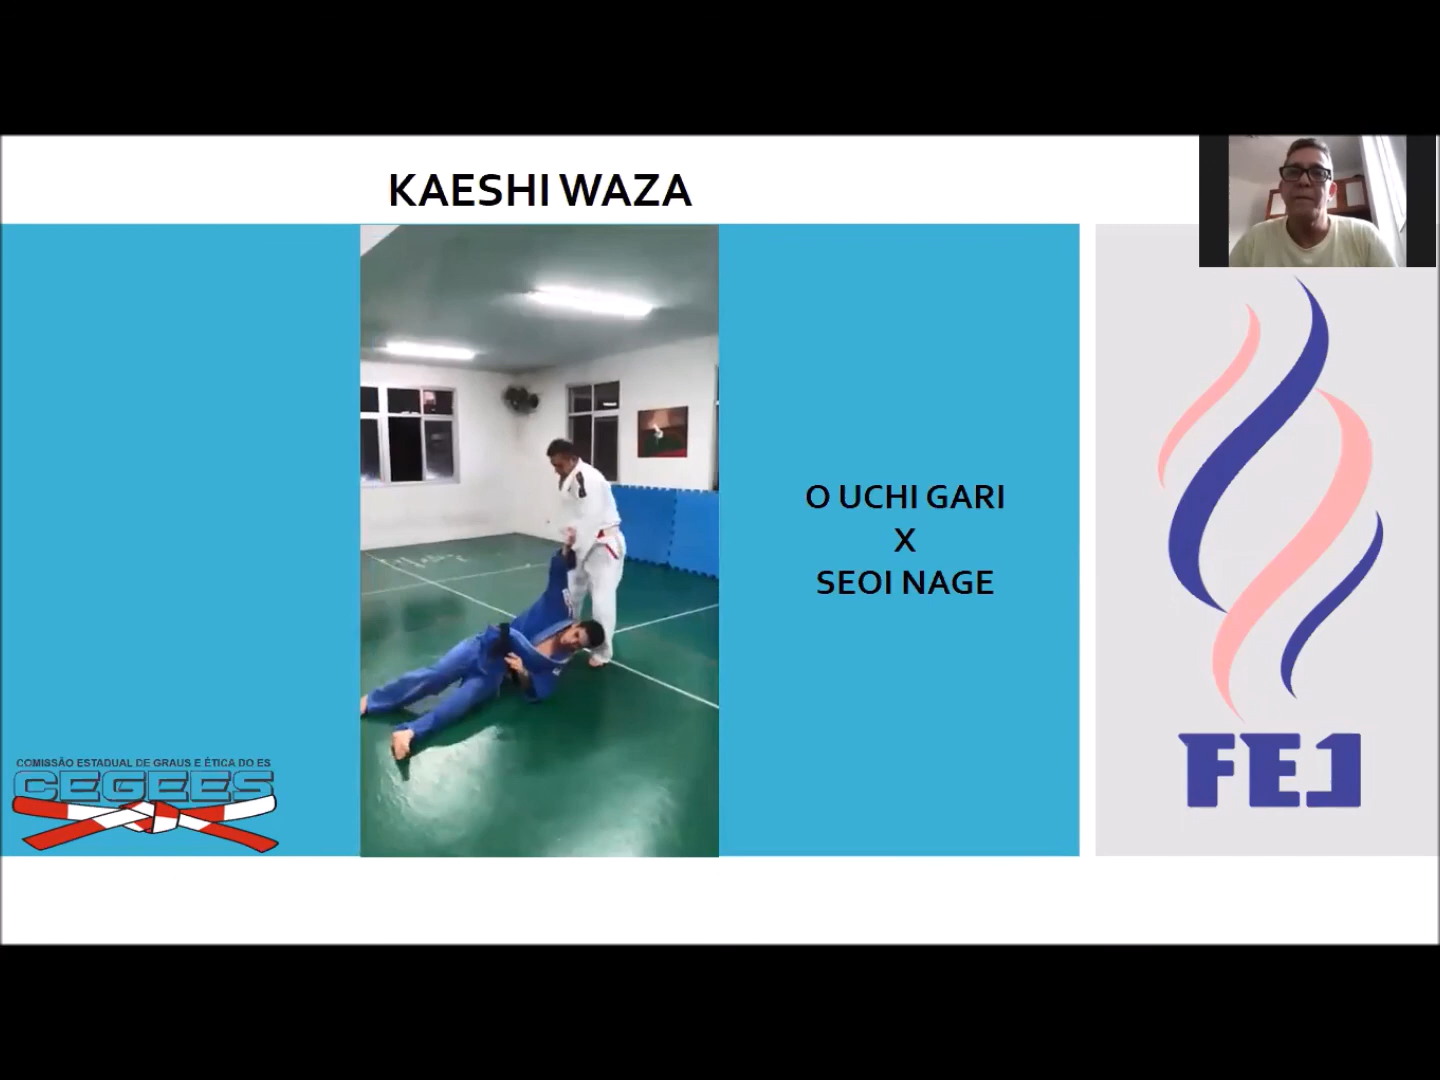 KAESHI WAZA
O UCHI GARI
X
SEOI NAGE
COMISSÃO ESTADUAL DE GRAUS E ÉTICA DO ES
CEGEES
FEJ